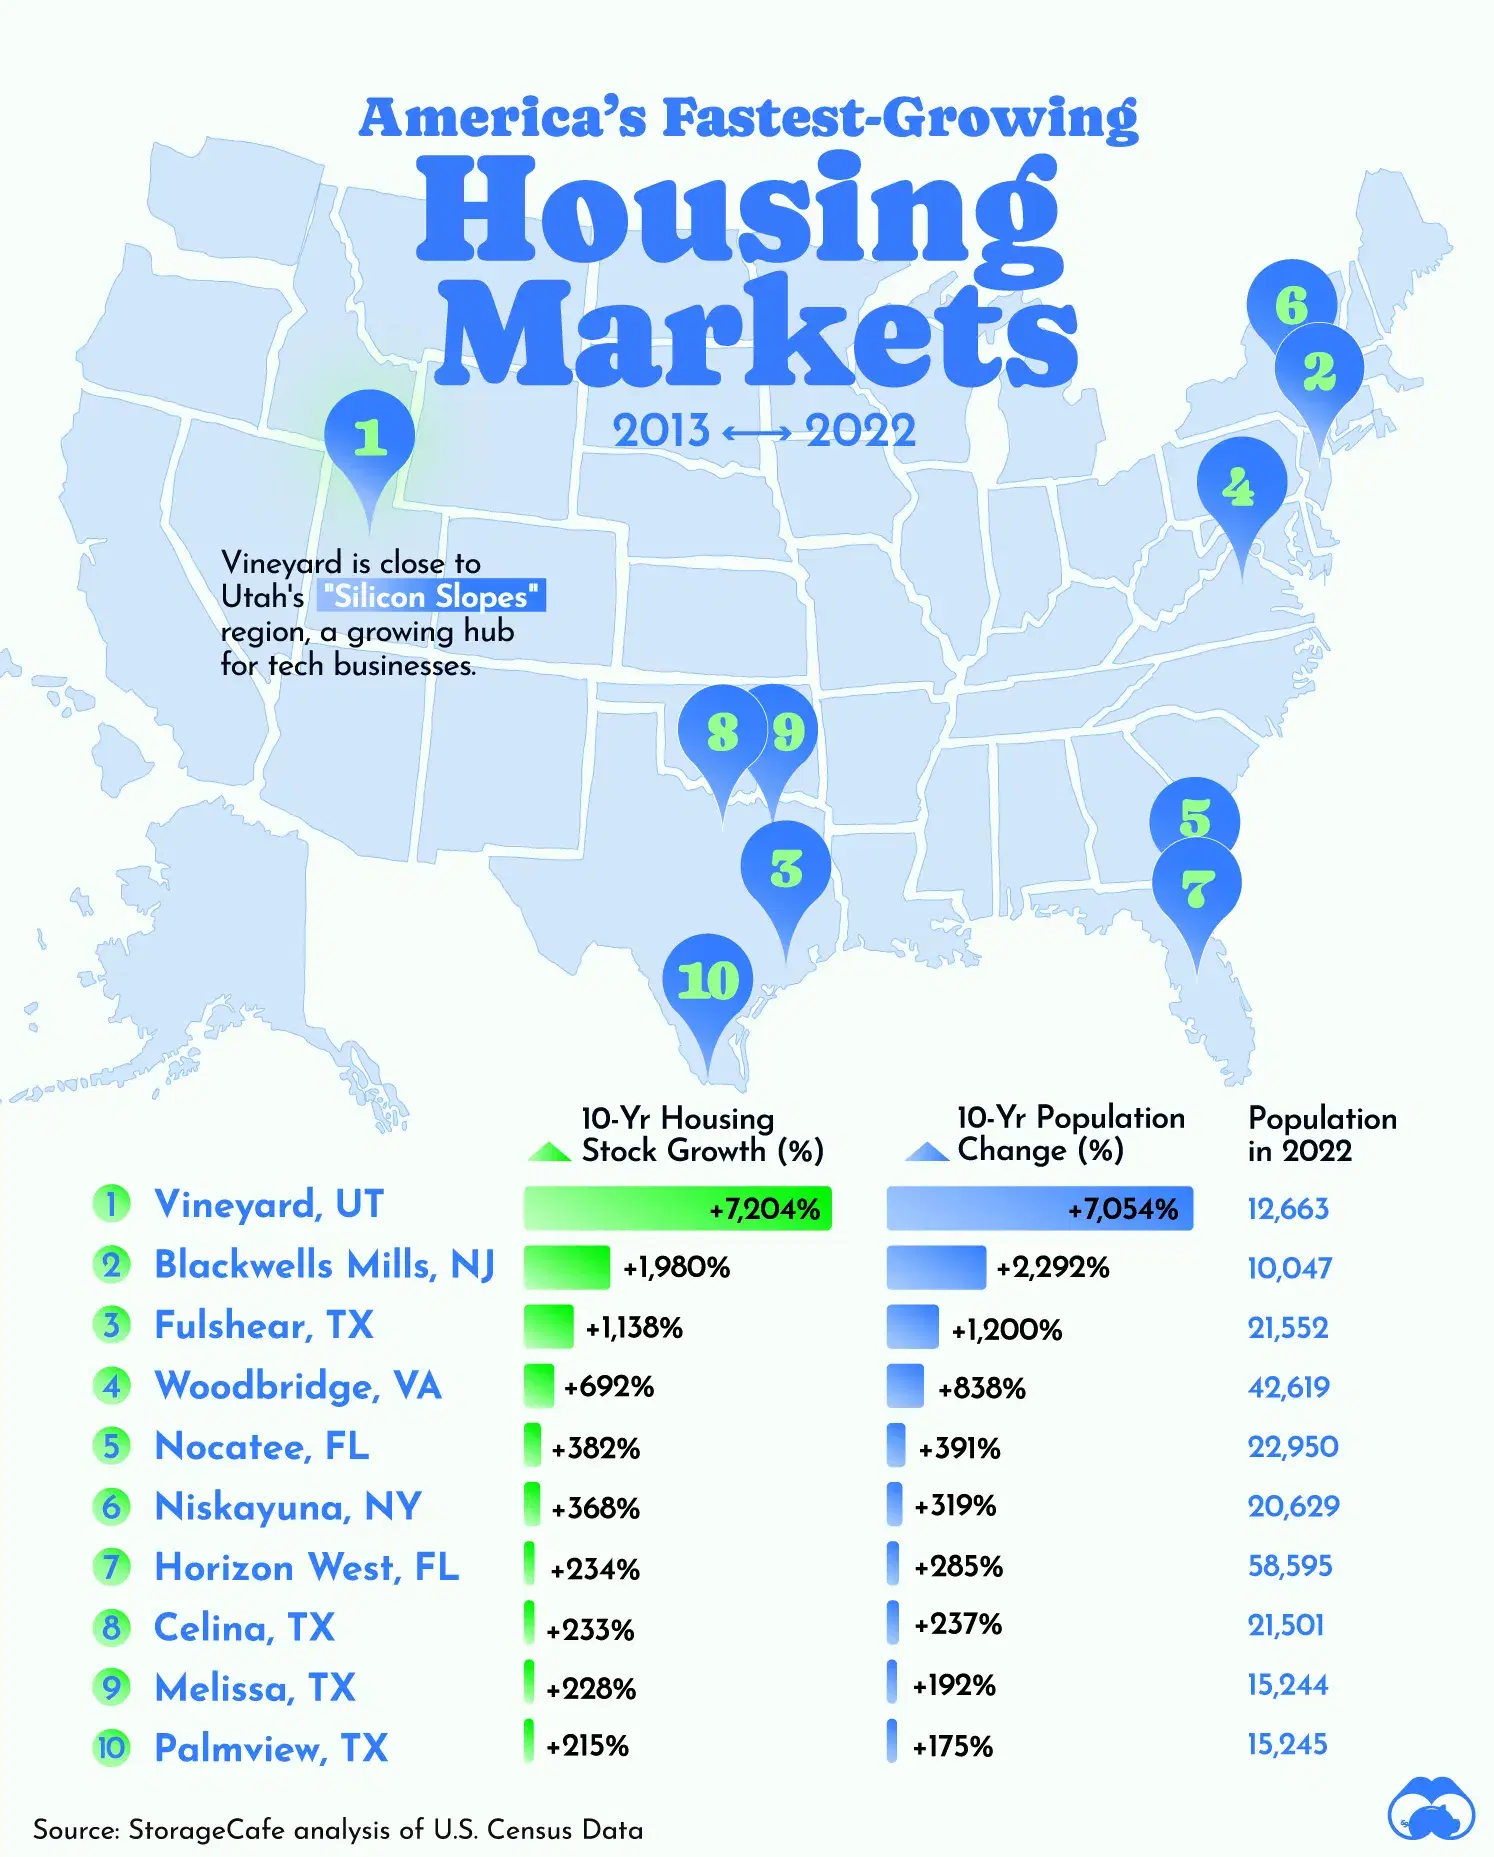 America's Fastest-Growing
Housing
Markets
2013 ⟷ 2022
6
2
1
4
Vineyard is close to
Utah's "Silicon Slopes"
region, a growing hub
for tech businesses.
8 9
5
3
7
10
10-Yr Housing
Stock Growth (%)
10-Yr Population
Change (%)
Population
in 2022
1 Vineyard, UT +7,204% +7,054% 12,663
2 Blackwells Mills, NJ +1,980% +2,292% 10,047
3 Fulshear, TX +1,138% +1,200% 21,552
4 Woodbridge, VA +692% +838% 42,619
5 Nocatee, FL +382% +391% 22,950
6 Niskayuna, NY +368% +319% 20,629
7 Horizon West, FL +234% +285% 58,595
8 Celina, TX +233% +237% 21,501
9 Melissa, TX +228% +192% 15,244
10 Palmview, TX +215% +175% 15,245
Source: StorageCafe analysis of U.S. Census Data